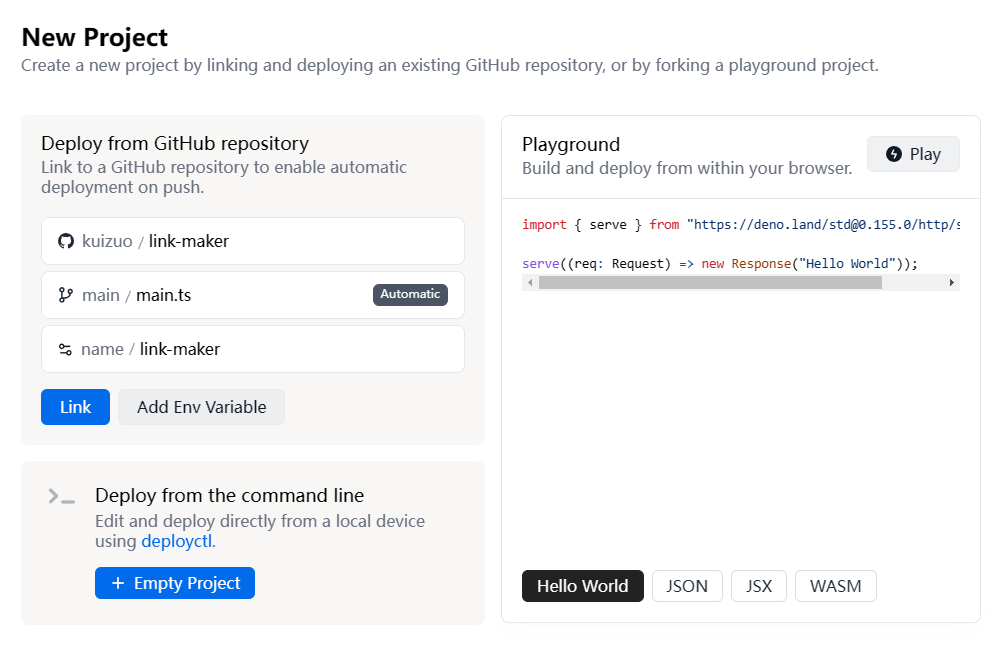 New Project
Create a new project by linking and deploying an existing GitHub repository, or by forking a playground project.
Deploy from GitHub repository
Link to a GitHub repository to enable automatic
deployment on push.
kuizuo / link-maker
main / main.ts
Automatic
name / link-maker
Link
Add Env Variable
Deploy from the command line
Edit and deploy directly from a local device
using deployctl.
+ Empty Project
Playground
Build and deploy from within your browser.
Play
import { serve } from "https://deno.land/std@0.155.0/http/s
serve((req: Request) => new Response("Hello World"));
Hello World
JSON
JSX
WASM